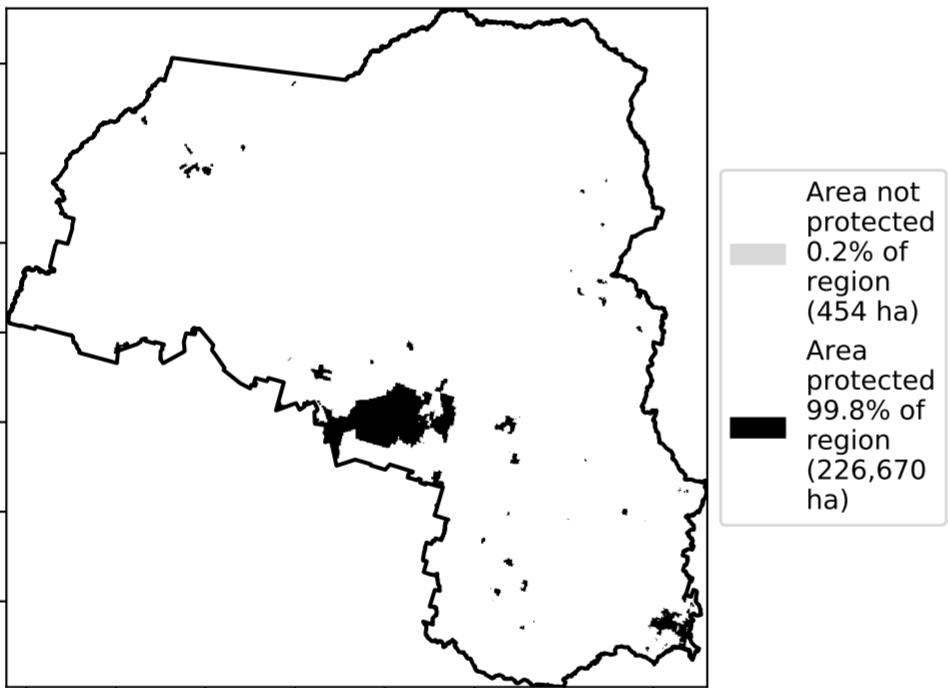 Area not
protected
0.2% of
region
(454 ha)
Area
protected
99.8% of
region
(226,670
ha)